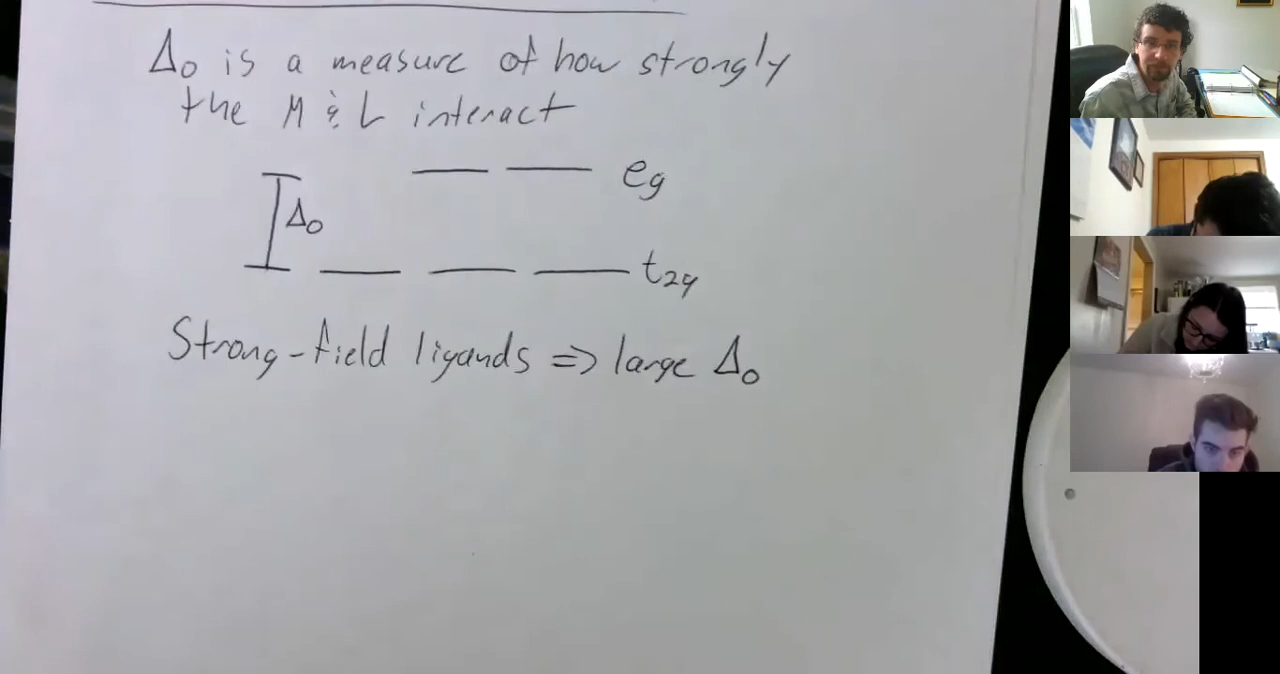 Δo is a measure of how strongly
the M & L interact
eg
Δo
t2g
Strong-field ligands => large Δo